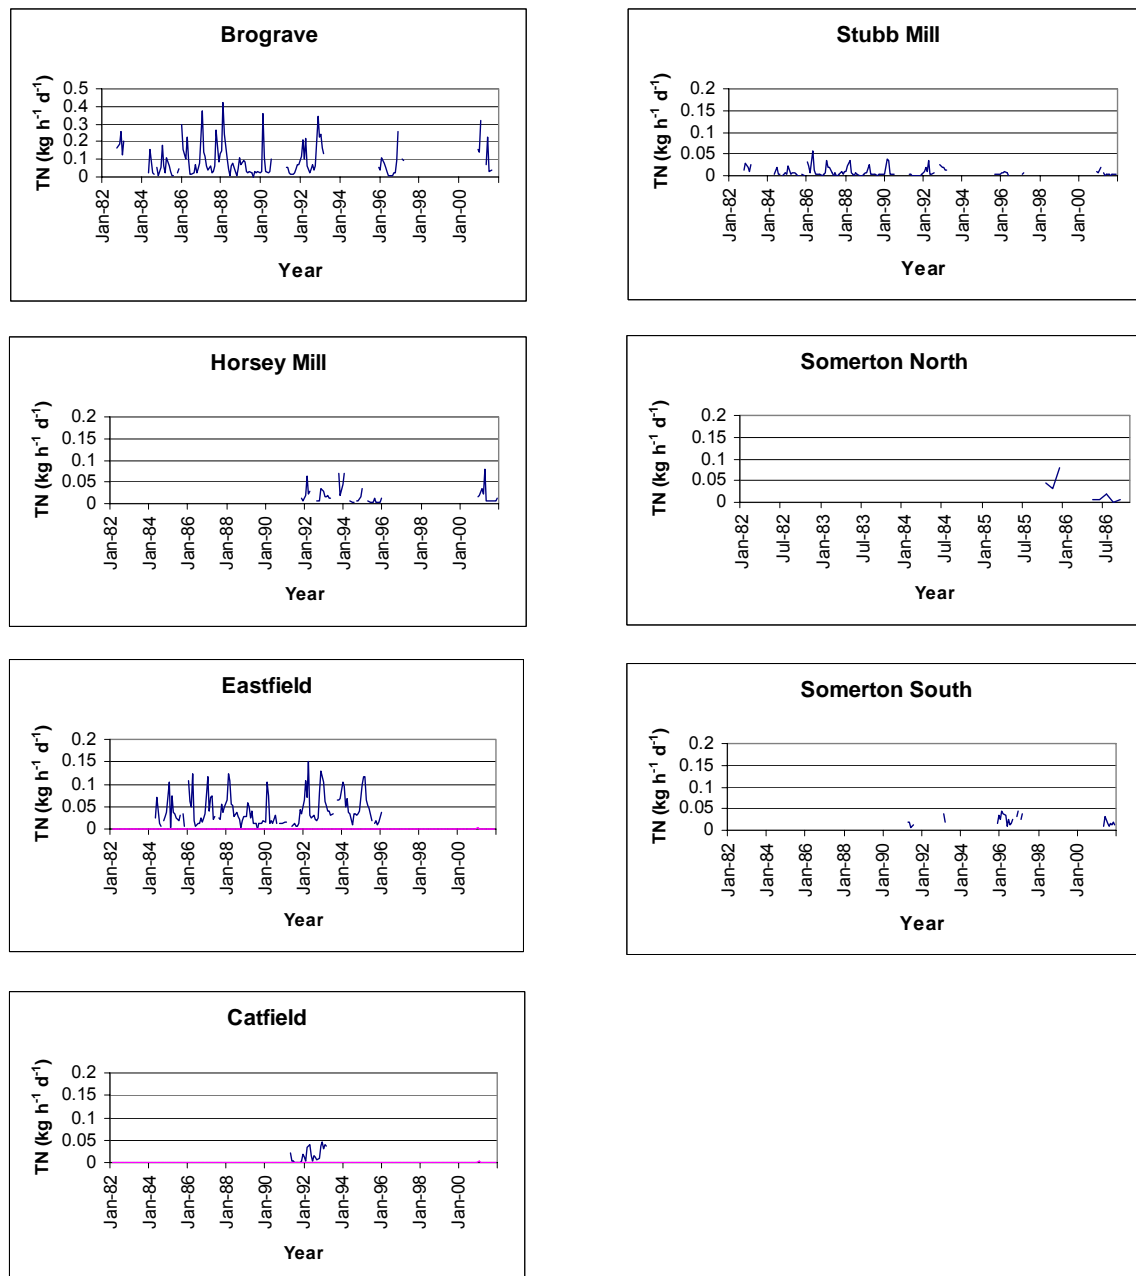 Brograve
TN (kg h⁻¹ d⁻¹)
0.5
0.4
0.3
0.2
0.1
0
Jan-82
Jan-84
Jan-86
Jan-88
Jan-90
Jan-92
Jan-94
Jan-96
Jan-98
Jan-00
Year
Stubb Mill
TN (kg h⁻¹ d⁻¹)
0.2
0.15
0.1
0.05
0
Jan-82
Jan-84
Jan-86
Jan-88
Jan-90
Jan-92
Jan-94
Jan-96
Jan-98
Jan-00
Year
Horsey Mill
TN (kg h⁻¹ d⁻¹)
0.2
0.15
0.1
0.05
0
Jan-82
Jan-84
Jan-86
Jan-88
Jan-90
Jan-92
Jan-94
Jan-96
Jan-98
Jan-00
Year
Somerton North
TN (kg h⁻¹ d⁻¹)
0.2
0.15
0.1
0.05
0
Jan-82
Jul-82
Jan-83
Jul-83
Jan-84
Jul-84
Jan-85
Jul-85
Jan-86
Jul-86
Year
Eastfield
TN (kg h⁻¹ d⁻¹)
0.2
0.15
0.1
0.05
0
Jan-82
Jan-84
Jan-86
Jan-88
Jan-90
Jan-92
Jan-94
Jan-96
Jan-98
Jan-00
Year
Somerton South
TN (kg h⁻¹ d⁻¹)
0.2
0.15
0.1
0.05
0
Jan-82
Jan-84
Jan-86
Jan-88
Jan-90
Jan-92
Jan-94
Jan-96
Jan-98
Jan-00
Year
Catfield
TN (kg h⁻¹ d⁻¹)
0.2
0.15
0.1
0.05
0
Jan-82
Jan-84
Jan-86
Jan-88
Jan-90
Jan-92
Jan-94
Jan-96
Jan-98
Jan-00
Year